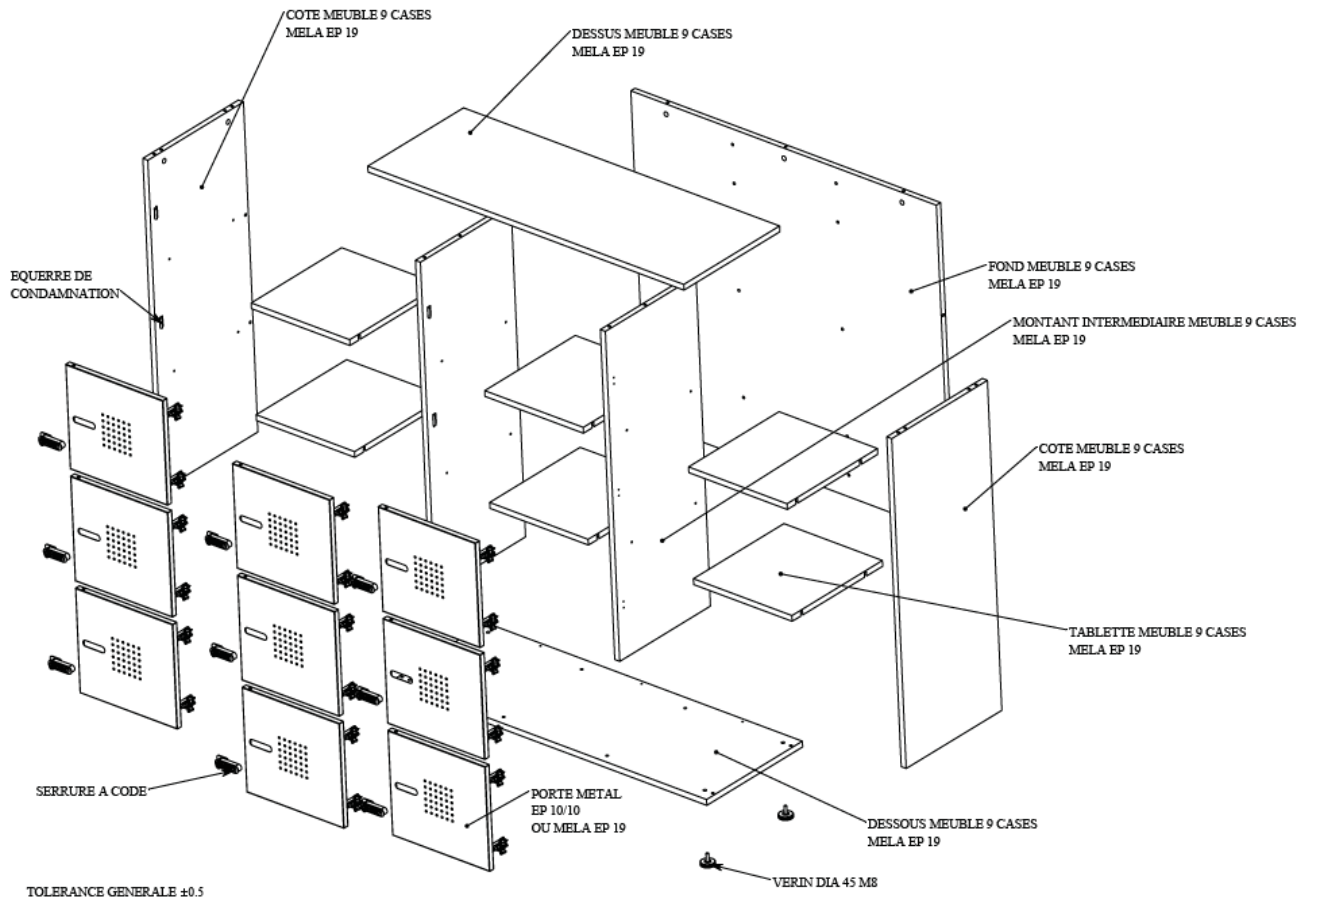 COTE MEUBLE 9 CASES
MELA EP 19
DESSUS MEUBLE 9 CASES
MELA EP 19
EQUERRE DE
CONDAMNATION
FOND MEUBLE 9 CASES
MELA EP 19
MONTANT INTERMEDIAIRE MEUBLE 9 CASES
MELA EP 19
COTE MEUBLE 9 CASES
MELA EP 19
TABLETTE MEUBLE 9 CASES
MELA EP 19
SERRURE A CODE
PORTE METAL
EP 10/10
OU MELA EP 19
DESSOUS MEUBLE 9 CASES
MELA EP 19
VERIN DIA 45 M8
TOLERANCE GENERALE ±0.5